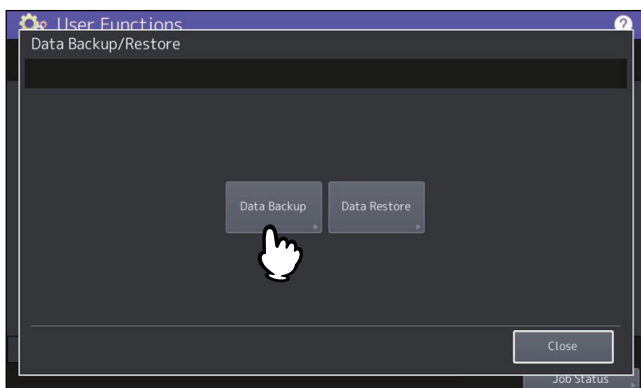 User Functions
?
Data Backup/Restore
Data Backup
Data Restore
Close
Job Status